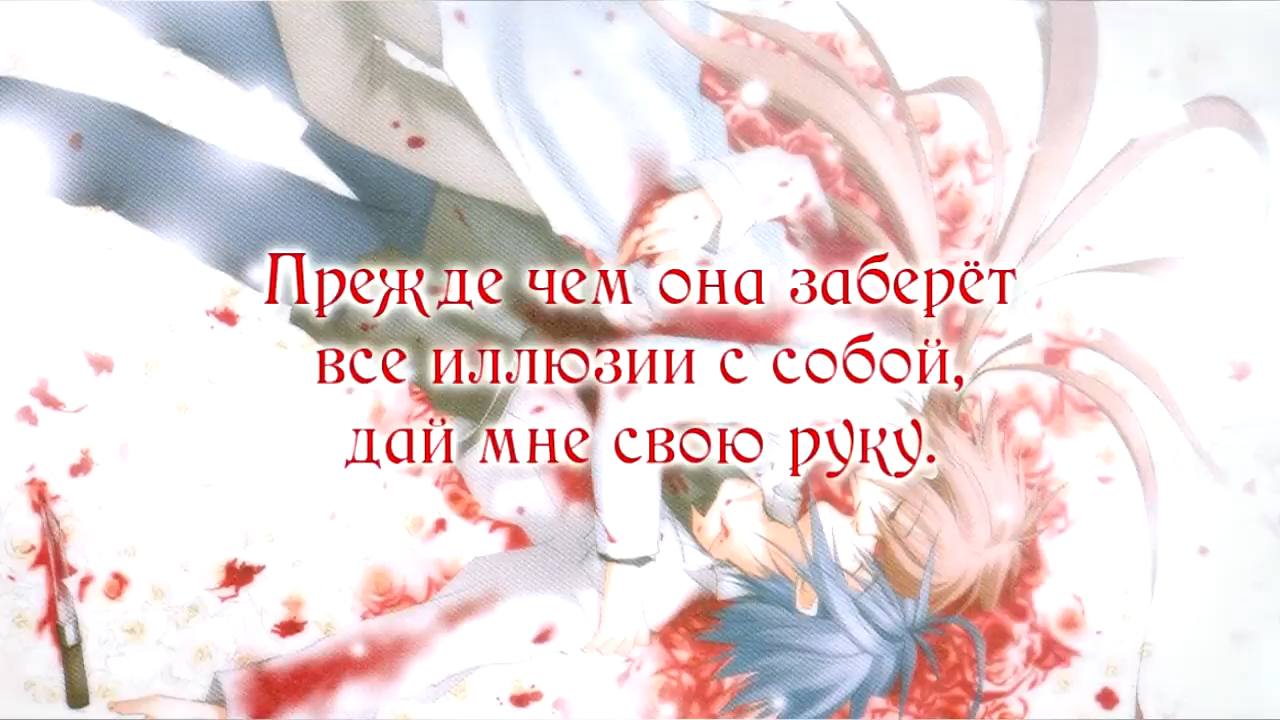 Прежде чем она заберёт
все иллюзии с собой,
дай мне свою руку.